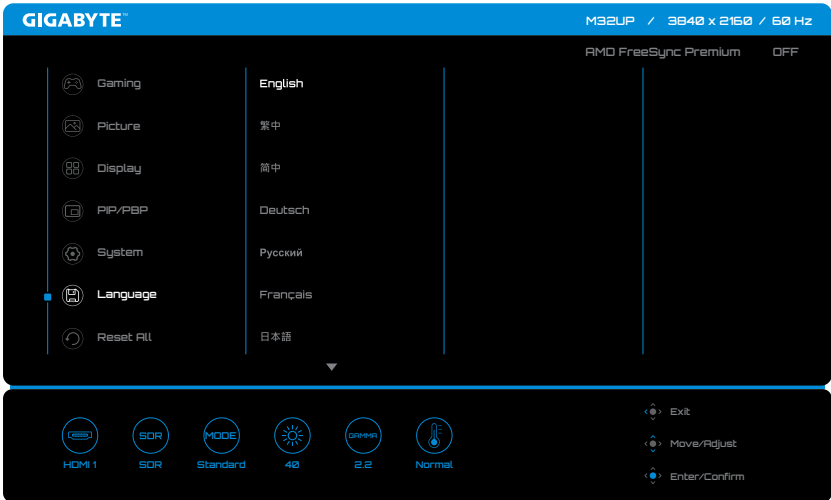 GIGABYTE™
M32UP / 3840 x 2160 / 60 Hz
AMD FreeSync Premium OFF
Gaming
Picture
Display
PIP/PBP
System
Language
Reset All
English
繁中
简中
Deutsch
Русский
Français
日本語
HDMI 1
SDR
SDR
MODE
Standard
40
GAMMA
2.2
Normal
Exit
Move/Adjust
Enter/Confirm